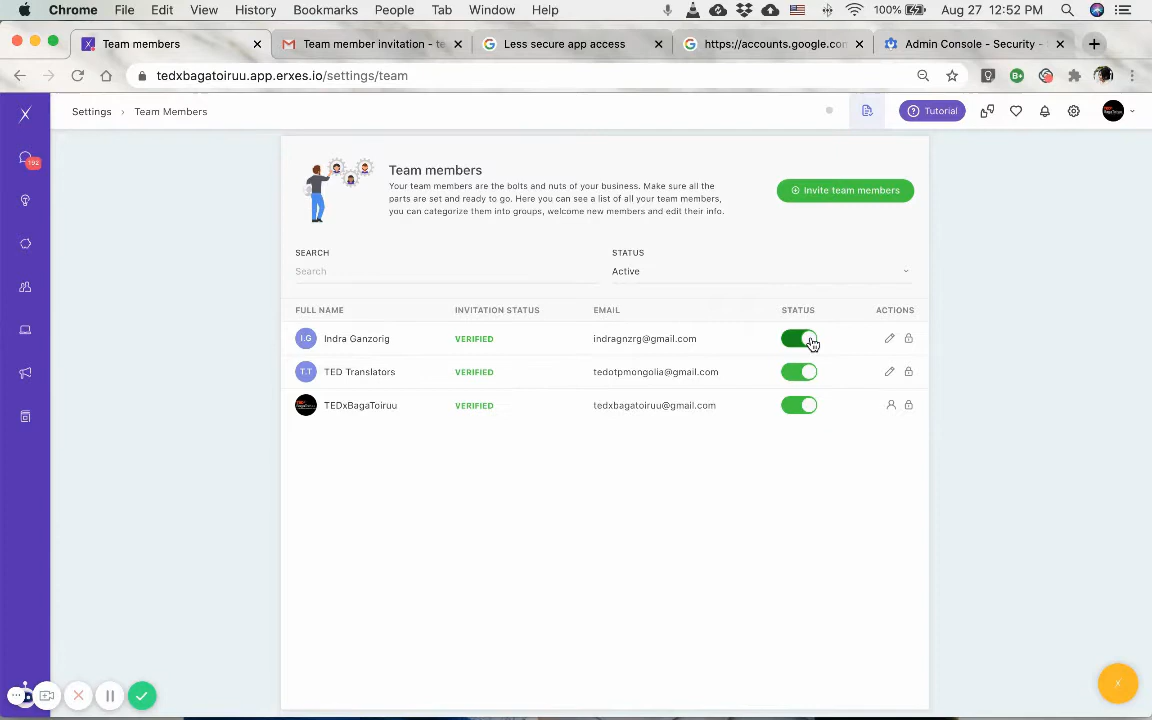 Chrome File Edit View History Bookmarks People Tab Window Help 100% Aug 27 12:52 PM
Team members
Team member invitation - te
Less secure app access
https://accounts.google.com
Admin Console - Security -
tedxbagatoiruu.app.erxes.io/settings/team
Settings › Team Members
Tutorial
192
Team members
Your team members are the bolts and nuts of your business. Make sure all the
parts are set and ready to go. Here you can see a list of all your team members,
you can categorize them into groups, welcome new members and edit their info.
Invite team members
SEARCH STATUS
Search Active
FULL NAME INVITATION STATUS EMAIL STATUS ACTIONS
I.G Indra Ganzorig VERIFIED indragnzrg@gmail.com
T.T TED Translators VERIFIED tedotpmongolia@gmail.com
TEDxBagaToiruu VERIFIED tedxbagatoiruu@gmail.com